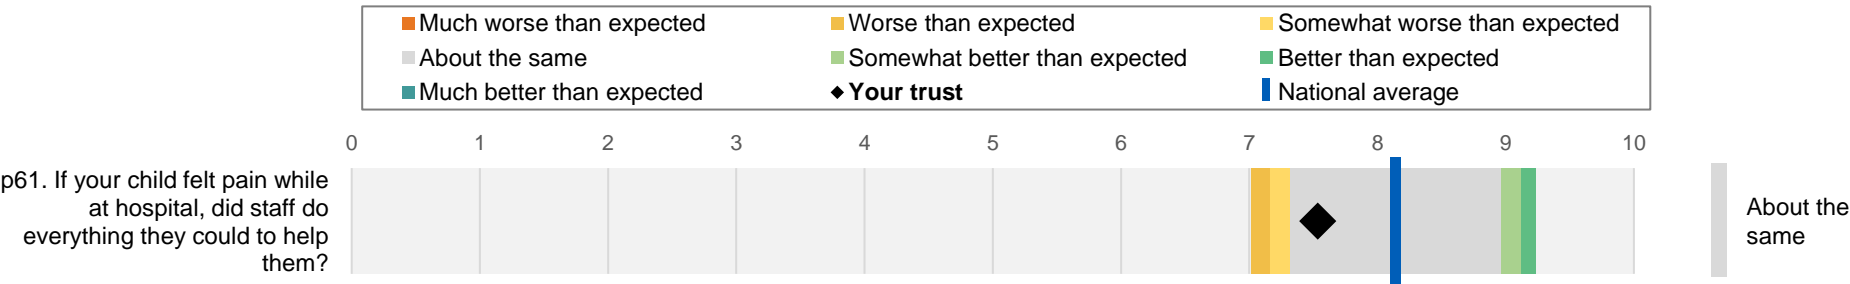 Much worse than expected
Worse than expected
Somewhat worse than expected
About the same
Somewhat better than expected
Better than expected
Much better than expected
Your trust
National average
0 1 2 3 4 5 6 7 8 9 10
p61. If your child felt pain while
at hospital, did staff do
everything they could to help
them?
About the
same